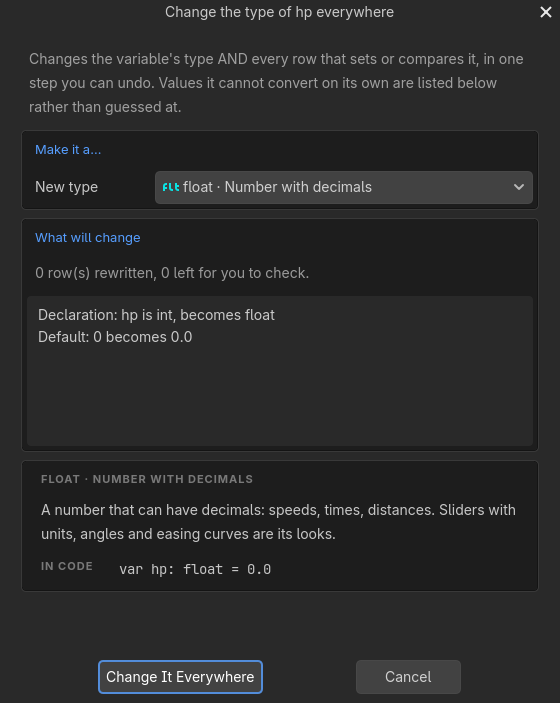 Change the type of hp everywhere
Changes the variable's type AND every row that sets or compares it, in one
step you can undo. Values it cannot convert on its own are listed below
rather than guessed at.
Make it a...
New type
flt float · Number with decimals
What will change
0 row(s) rewritten, 0 left for you to check.
Declaration: hp is int, becomes float
Default: 0 becomes 0.0
FLOAT · NUMBER WITH DECIMALS
A number that can have decimals: speeds, times, distances. Sliders with
units, angles and easing curves are its looks.
IN CODE var hp: float = 0.0
Change It Everywhere
Cancel